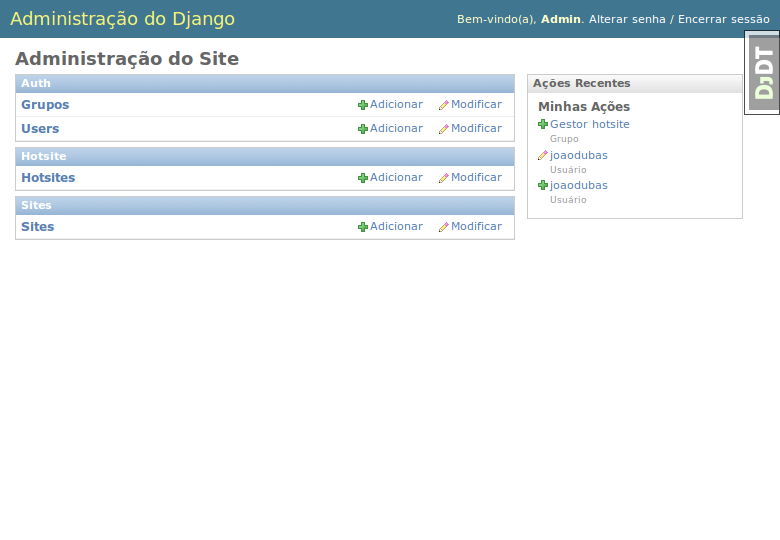 Administração do Django
Bem-vindo(a), Admin. Alterar senha / Encerrar sessão
DjDT
Administração do Site
Auth
Grupos Adicionar Modificar
Users Adicionar Modificar
Hotsite
Hotsites Adicionar Modificar
Sites
Sites Adicionar Modificar
Ações Recentes
Minhas Ações
Gestor hotsite
Grupo
joaodubas
Usuário
joaodubas
Usuário